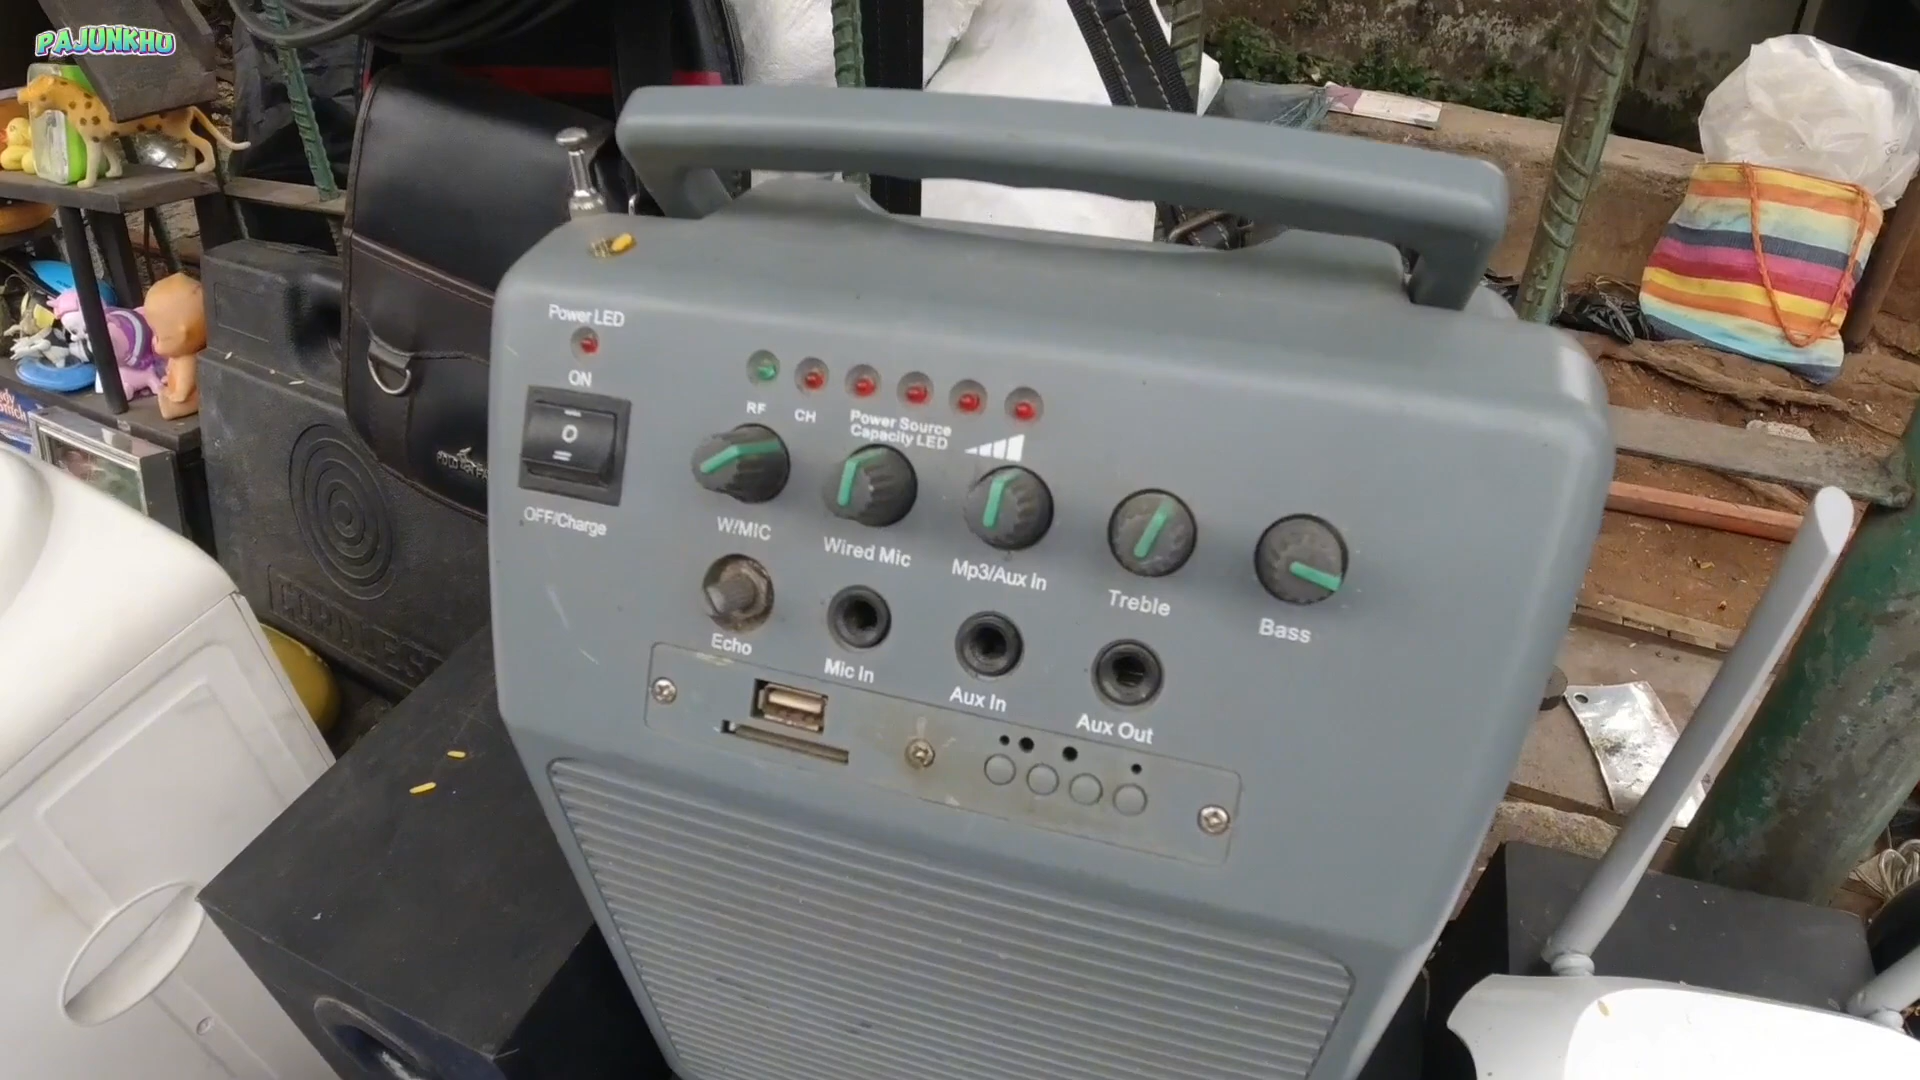 PAJUNKHU
Power LED
ON
OFF/Charge
RF
CH
Power Source
Capacity LED
W/MIC
Wired Mic
Mp3/Aux In
Treble
Bass
Echo
Mic In
Aux In
Aux Out